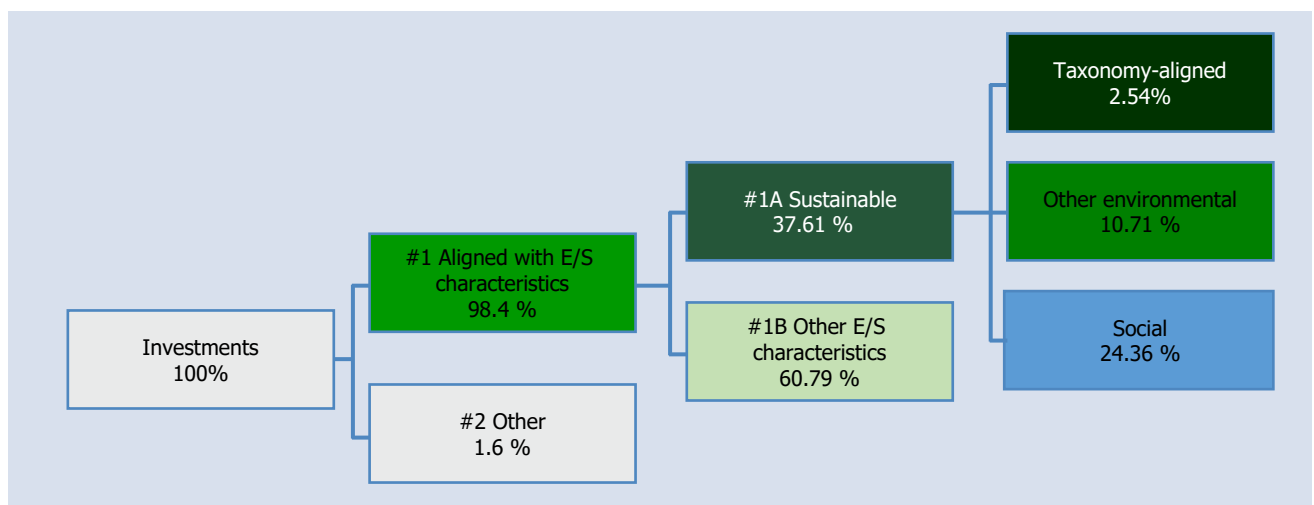 Investments
100%
#1 Aligned with E/S
characteristics
98.4 %
#2 Other
1.6 %
#1A Sustainable
37.61 %
#1B Other E/S
characteristics
60.79 %
Taxonomy-aligned
2.54%
Other environmental
10.71 %
Social
24.36 %